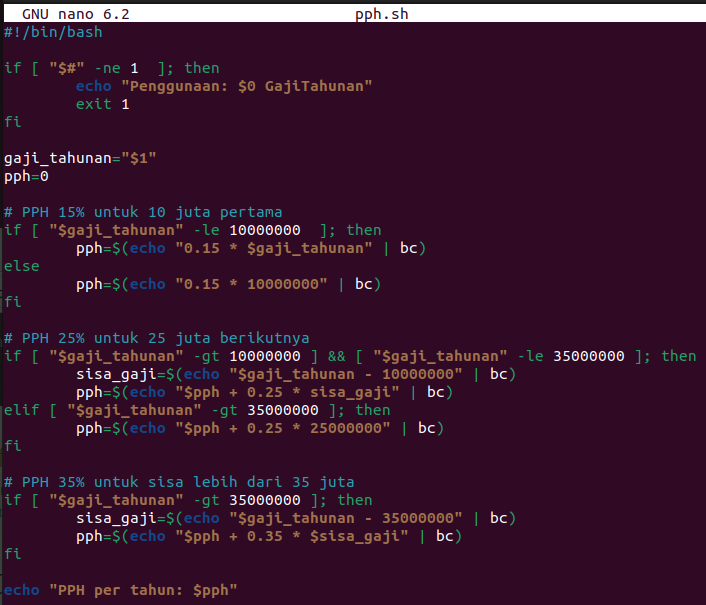 GNU nano 6.2 pph.sh
#!/bin/bash
if [ "$#" -ne 1  ]; then
        echo "Penggunaan: $0 GajiTahunan"
        exit 1
fi
gaji_tahunan="$1"
pph=0
# PPH 15% untuk 10 juta pertama
if [ "$gaji_tahunan" -le 10000000  ]; then
        pph=$(echo "0.15 * $gaji_tahunan" | bc)
else
        pph=$(echo "0.15 * 10000000" | bc)
fi
# PPH 25% untuk 25 juta berikutnya
if [ "$gaji_tahunan" -gt 10000000 ] && [ "$gaji_tahunan" -le 35000000 ]; then
        sisa_gaji=$(echo "$gaji_tahunan - 10000000" | bc)
        pph=$(echo "$pph + 0.25 * sisa_gaji" | bc)
elif [ "$gaji_tahunan" -gt 35000000 ]; then
        pph=$(echo "$pph + 0.25 * 25000000" | bc)
fi
# PPH 35% untuk sisa lebih dari 35 juta
if [ "$gaji_tahunan" -gt 35000000 ]; then
        sisa_gaji=$(echo "$gaji_tahunan - 35000000" | bc)
        pph=$(echo "$pph + 0.35 * $sisa_gaji" | bc)
fi
echo "PPH per tahun: $pph"